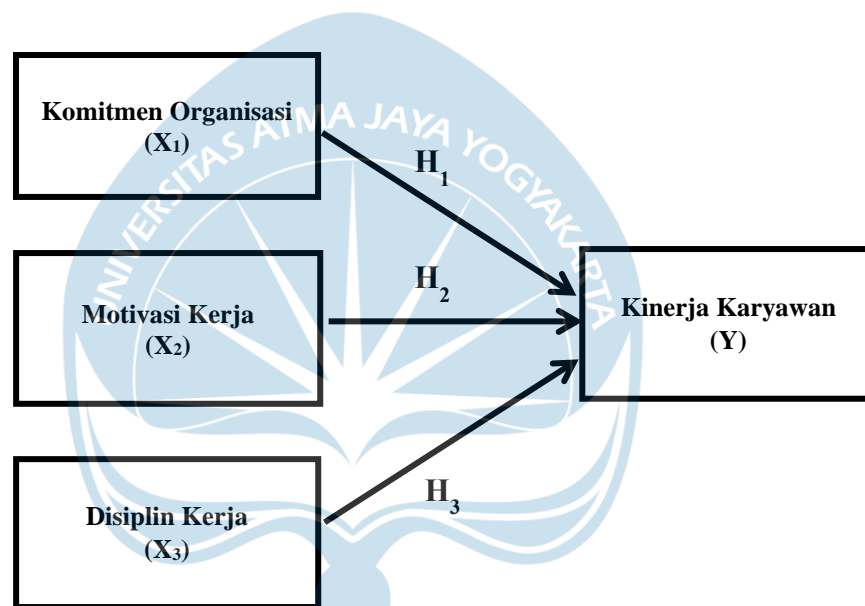 Komitmen Organisasi
(X₁)
H₁
UNIVERSITAS ATMA JAYA YOGYAKARTA
Motivasi Kerja
(X₂)
H₂
Kinerja Karyawan
(Y)
Disiplin Kerja
(X₃)
H₃